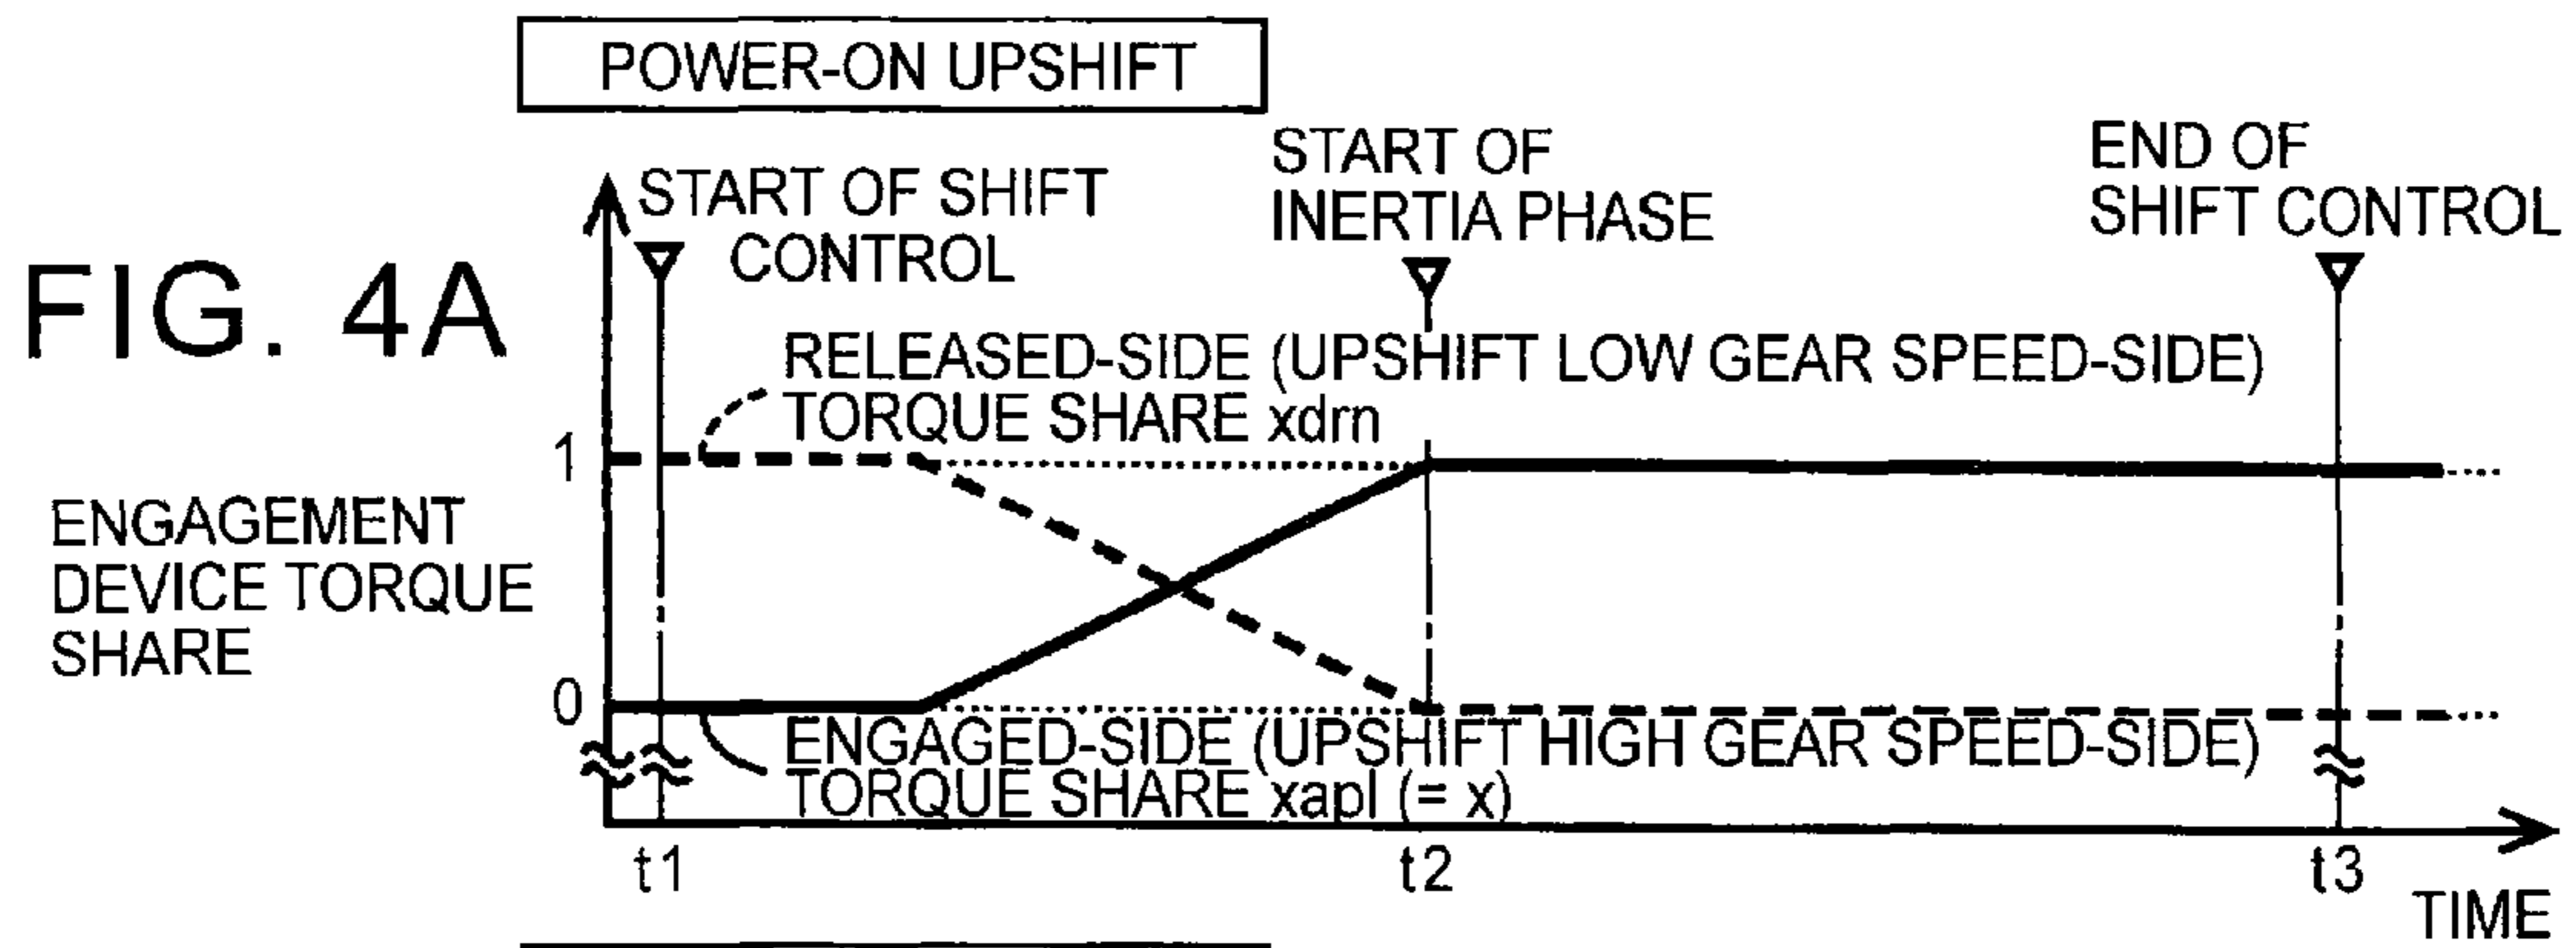 POWER-ON UPSHIFT
FIG. 4A
START OF SHIFT
CONTROL
START OF
INERTIA PHASE
END OF
SHIFT CONTROL
RELEASED-SIDE (UPSHIFT LOW GEAR SPEED-SIDE)
TORQUE SHARE xdrn
1
ENGAGEMENT
DEVICE TORQUE
SHARE
0
ENGAGED-SIDE (UPSHIFT HIGH GEAR SPEED-SIDE)
TORQUE SHARE xapl (= x)
t1
t2
t3
TIME